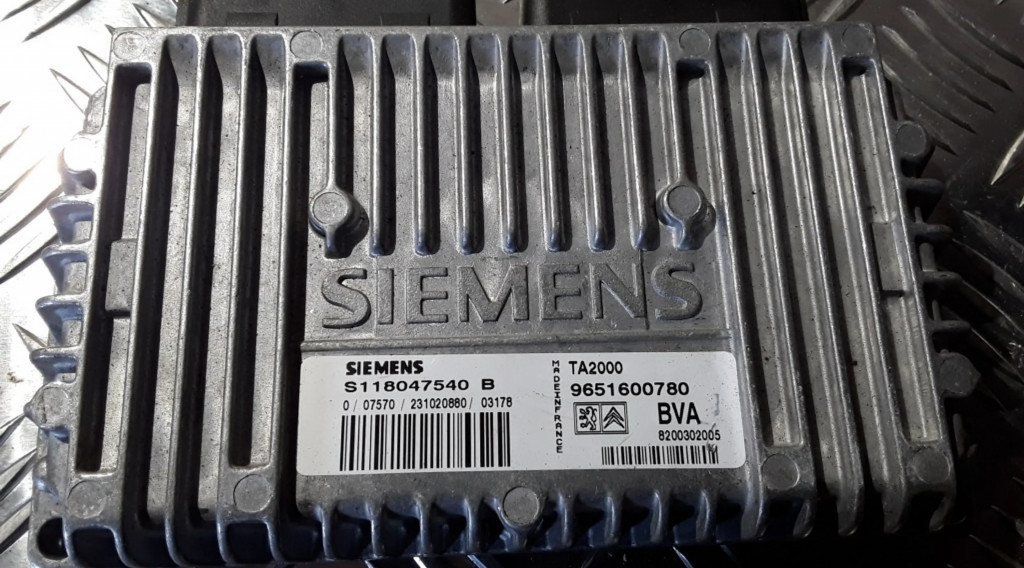 SIEMENS
SIEMENS
S118047540 B
0 / 07570 / 231020880 / 03178
MADE IN FRANCE
TA2000
9651600780
BVA
8200302005